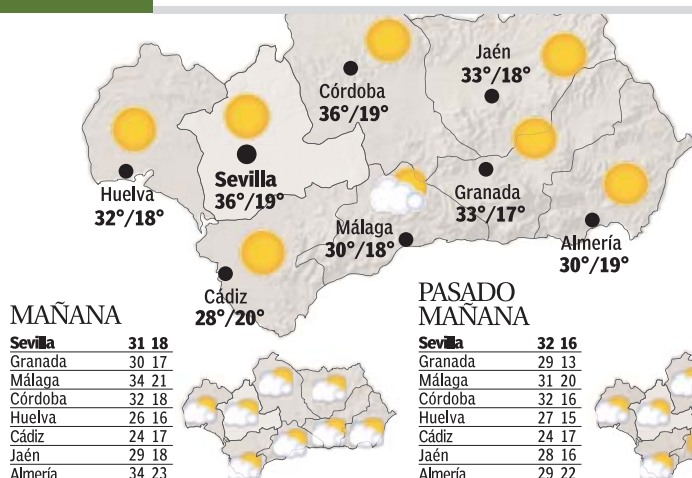 Jaén
33°/18°
Córdoba
36°/19°
Sevilla
36°/19°
Huelva
32°/18°
Granada
33°/17°
Málaga
30°/18°
Almería
30°/19°
Cádiz
28°/20°
MAÑANA
Sevilla 31 18
Granada 30 17
Málaga 34 21
Córdoba 32 18
Huelva 26 16
Cádiz 24 17
Jaén 29 18
Almería 34 23
PASADO
MAÑANA
Sevilla 32 16
Granada 29 13
Málaga 31 20
Córdoba 32 16
Huelva 27 15
Cádiz 24 17
Jaén 28 16
Almería 29 22